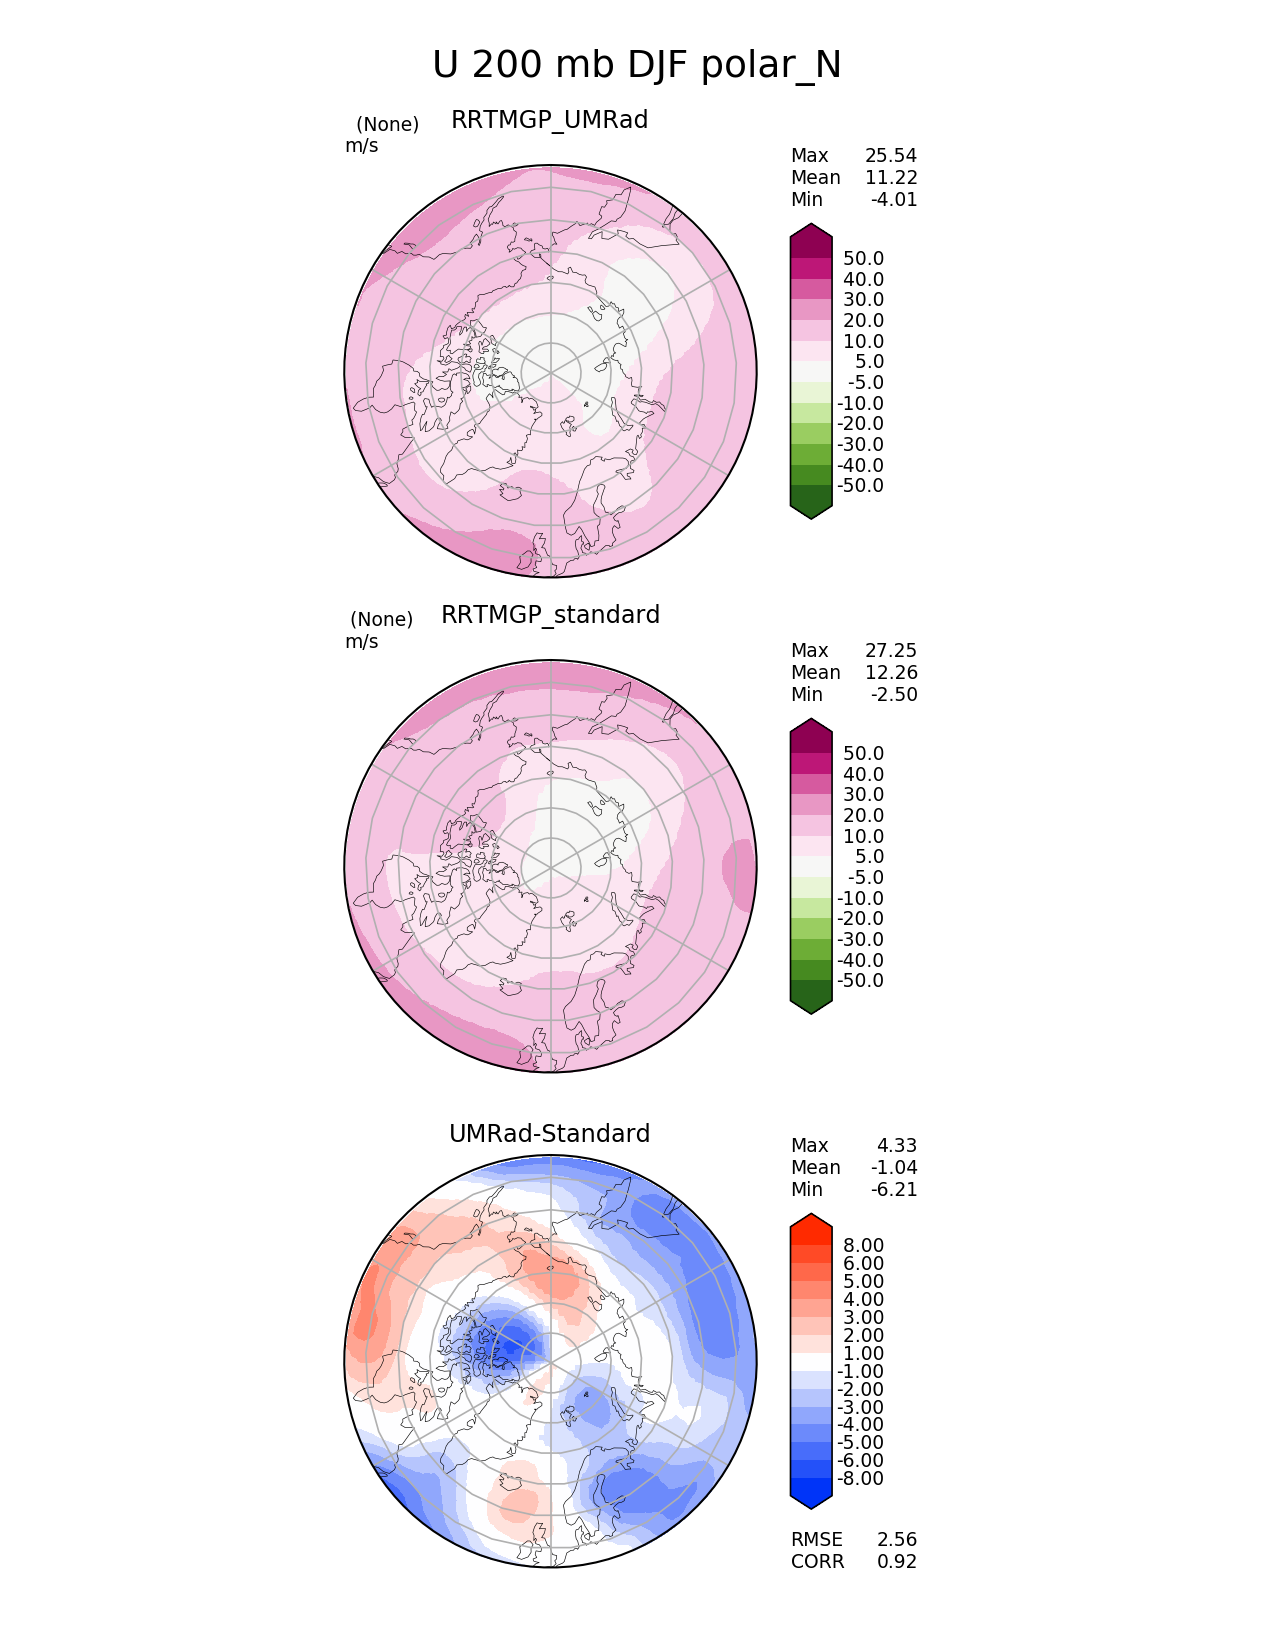 U 200 mb DJF polar_N
(None) RRTMGP_UMRad
m/s
Max 25.54
Mean 11.22
Min -4.01
50.0
40.0
30.0
20.0
10.0
5.0
-5.0
-10.0
-20.0
-30.0
-40.0
-50.0
(None) RRTMGP_standard
m/s
Max 27.25
Mean 12.26
Min -2.50
50.0
40.0
30.0
20.0
10.0
5.0
-5.0
-10.0
-20.0
-30.0
-40.0
-50.0
UMRad-Standard
Max 4.33
Mean -1.04
Min -6.21
8.00
6.00
5.00
4.00
3.00
2.00
1.00
-1.00
-2.00
-3.00
-4.00
-5.00
-6.00
-8.00
RMSE 2.56
CORR 0.92